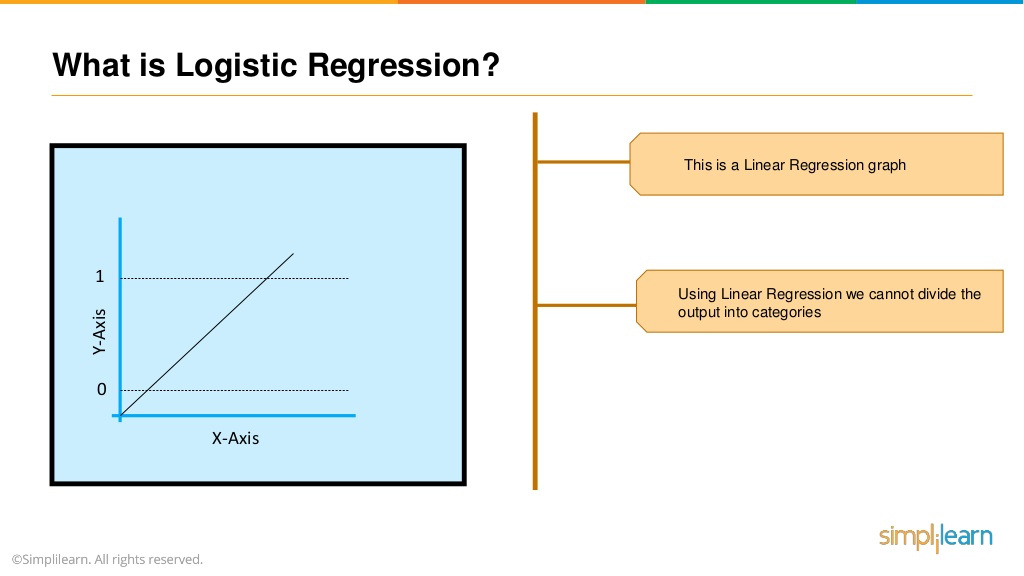 What is Logistic Regression?
1
Y-Axis
0
X-Axis
This is a Linear Regression graph
Using Linear Regression we cannot divide the
output into categories
©Simplilearn. All rights reserved.
simplilearn